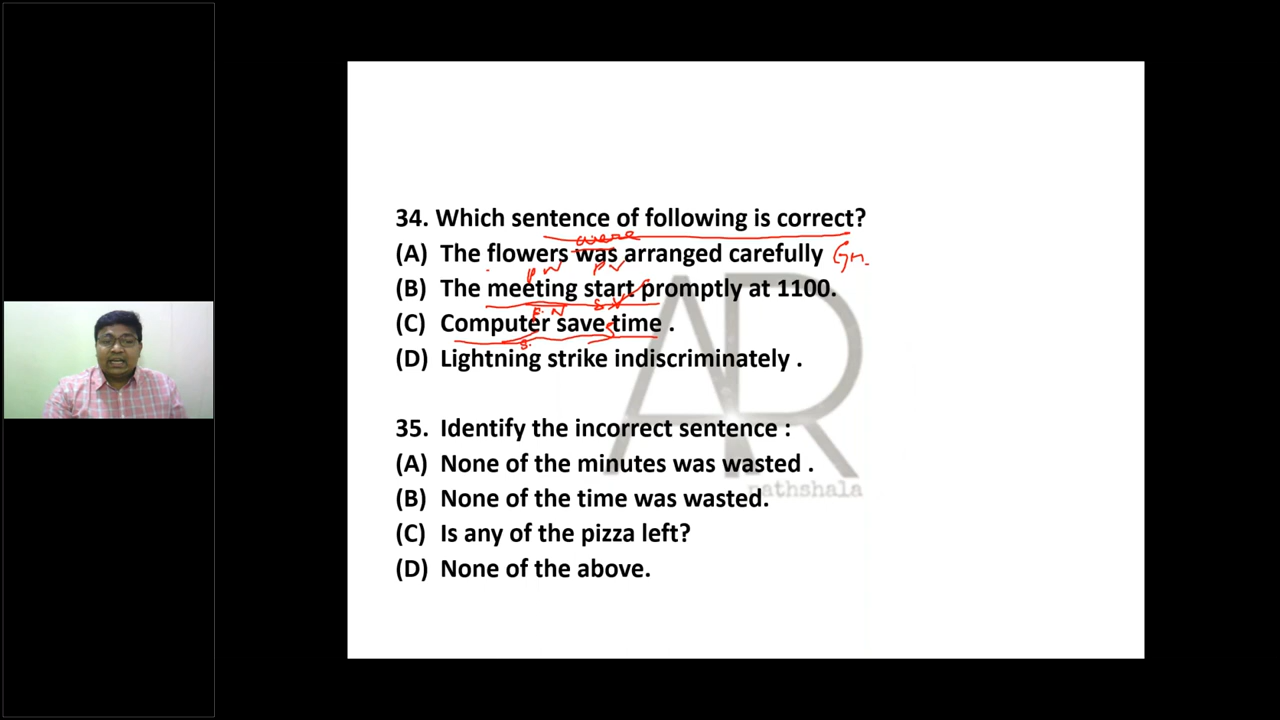 34. Which sentence of following is correct?
were
(A) The flowers was arranged carefully
P N P V
(B) The meeting start promptly at 1100.
(C) Computer save time .
(D) Lightning strike indiscriminately .
35. Identify the incorrect sentence :
(A) None of the minutes was wasted .
(B) None of the time was wasted.
(C) Is any of the pizza left?
(D) None of the above.
AR
pathshala